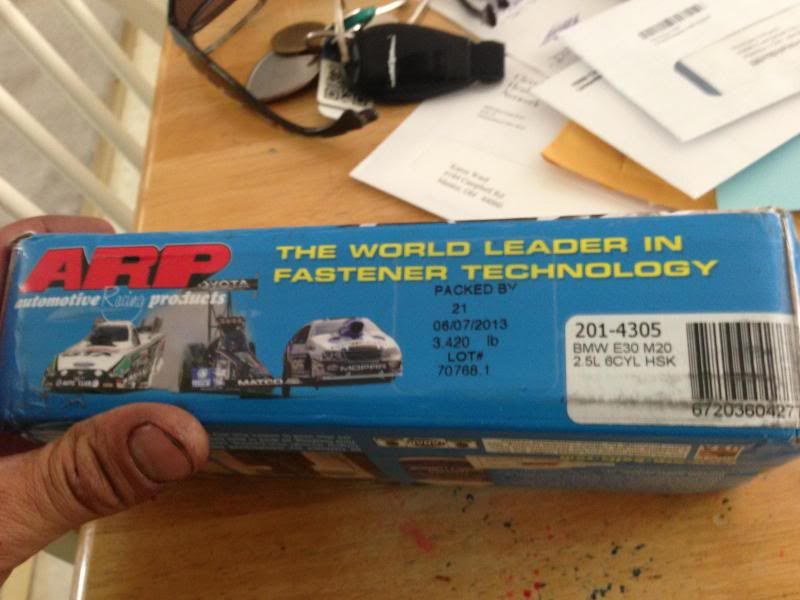 ARP
automotive Racing products
THE WORLD LEADER IN
FASTENER TECHNOLOGY
PACKED BY
21
06/07/2013
3.420 lb
LOT#
70768.1
201-4305
BMW E30 M20
2.5L 6CYL HSK
6720360427
MATCO
MOPAR